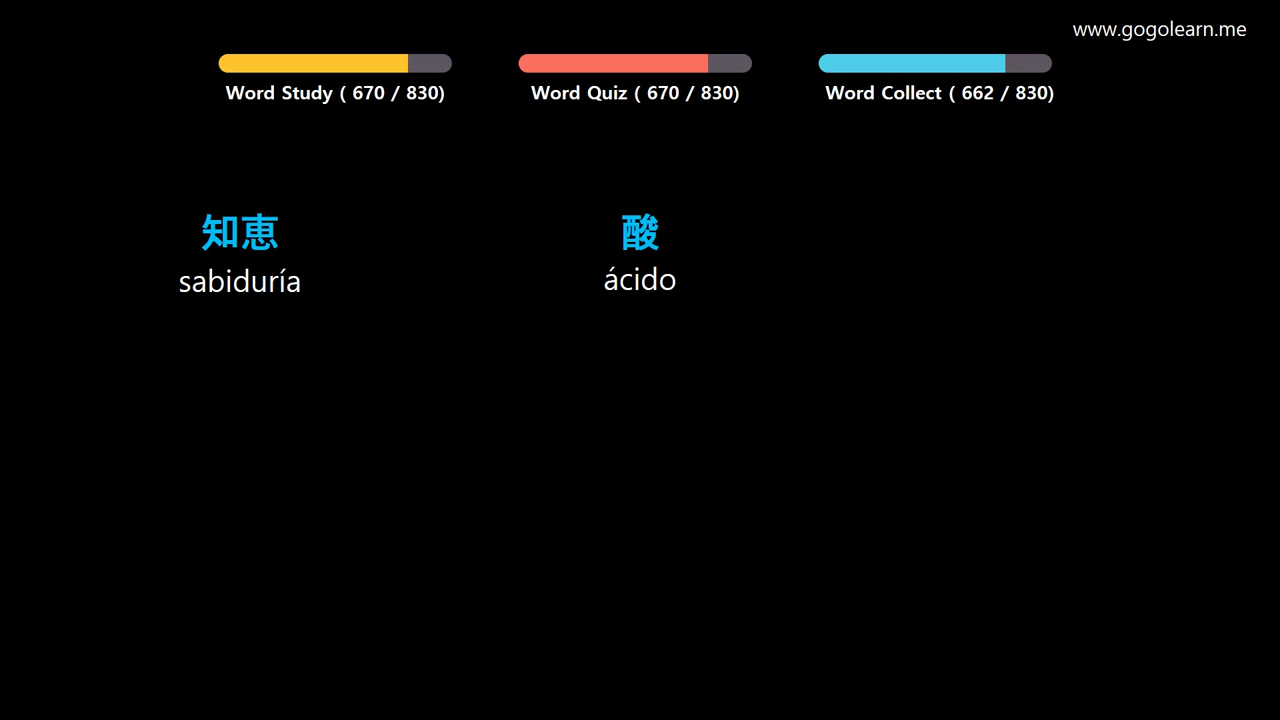 www.gogolearn.me
Word Study ( 670 / 830)
Word Quiz ( 670 / 830)
Word Collect ( 662 / 830)
知恵
sabiduría
酸
ácido